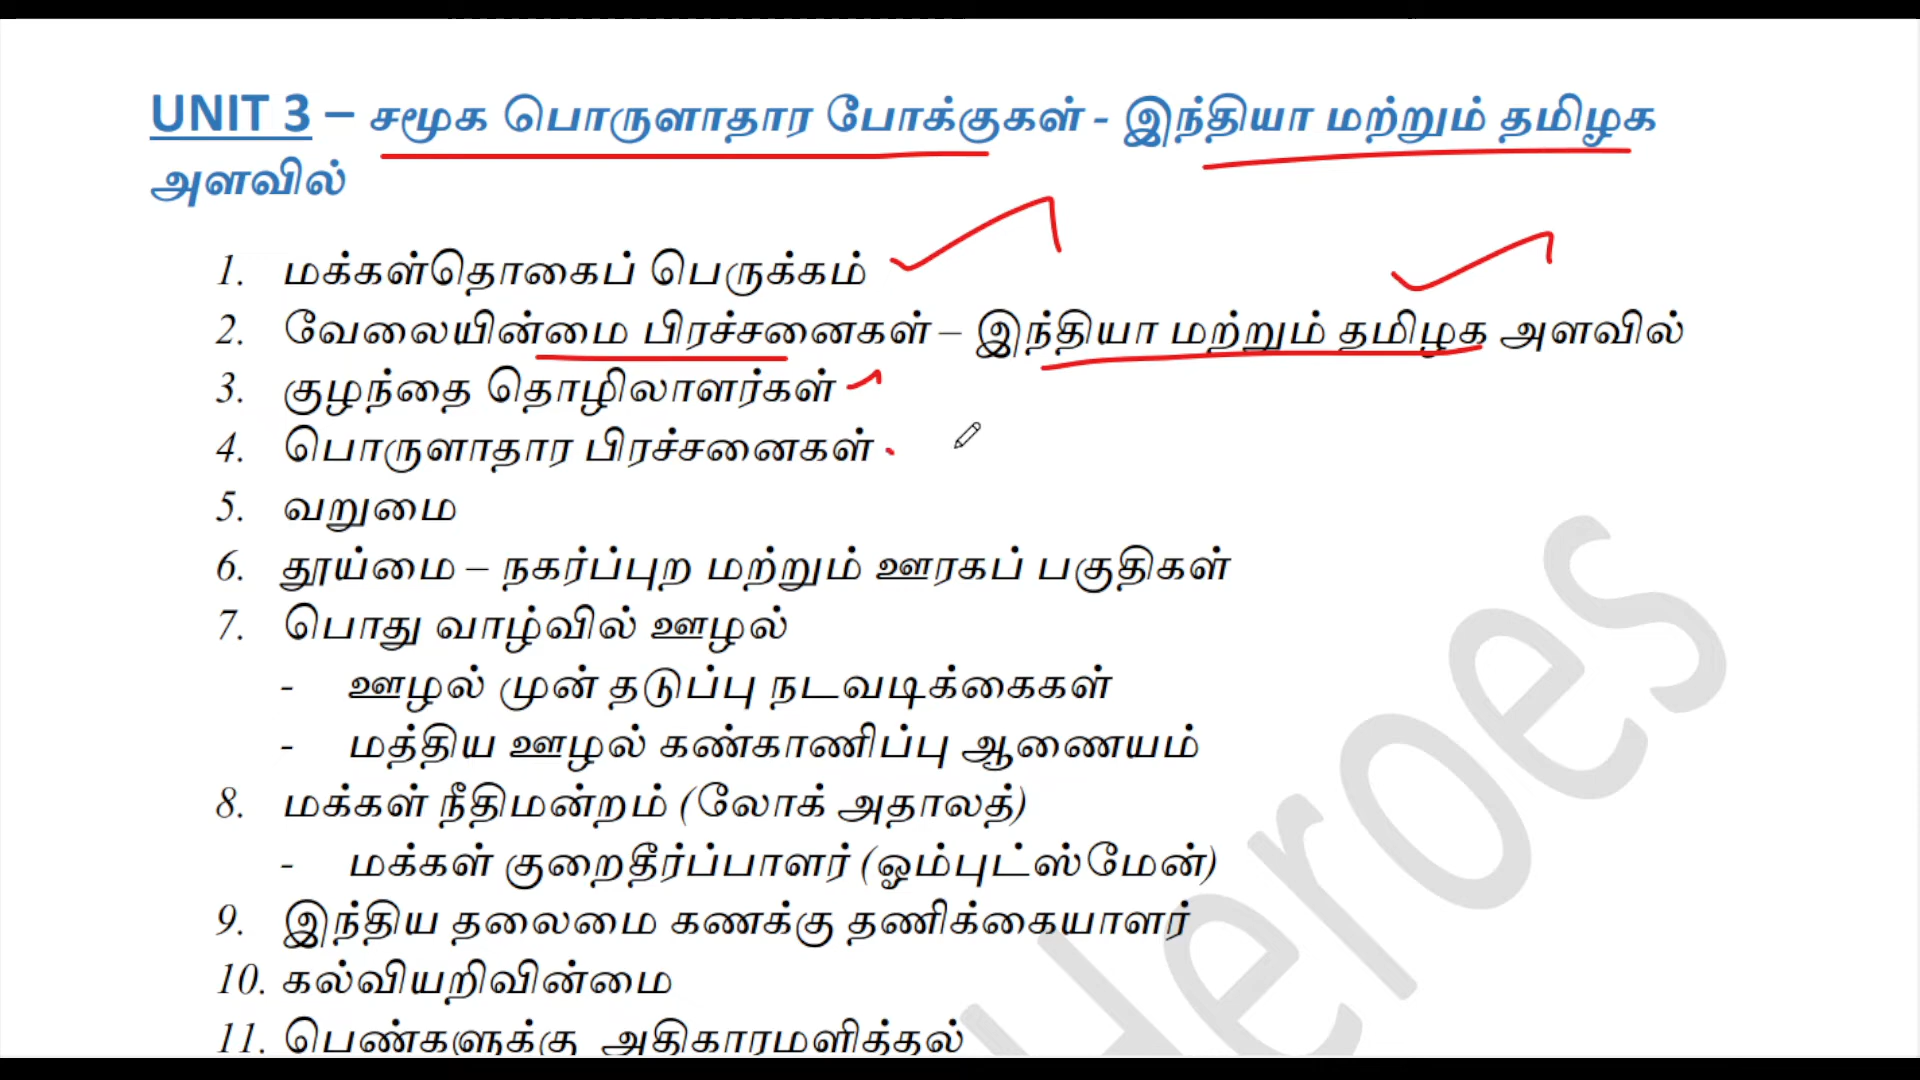 UNIT 3 – சமூக பொருளாதார போக்குகள் - இந்தியா மற்றும் தமிழக
அளவில்
1. மக்கள்தொகைப் பெருக்கம்
2. வேலையின்மை பிரச்சனைகள் – இந்தியா மற்றும் தமிழக அளவில்
3. குழந்தை தொழிலாளர்கள்
4. பொருளாதார பிரச்சனைகள்
5. வறுமை
6. தூய்மை – நகர்ப்புற மற்றும் ஊரகப் பகுதிகள்
7. பொது வாழ்வில் ஊழல்
- ஊழல் முன் தடுப்பு நடவடிக்கைகள்
- மத்திய ஊழல் கண்காணிப்பு ஆணையம்
8. மக்கள் நீதிமன்றம் (லோக் அதாலத்)
- மக்கள் குறைதீர்ப்பாளர் (ஓம்புட்ஸ்மேன்)
9. இந்திய தலைமை கணக்கு தணிக்கையாளர்
10. கல்வியறிவின்மை
11. பெண்களுக்கு அதிகாரமளித்தல்
Heroes